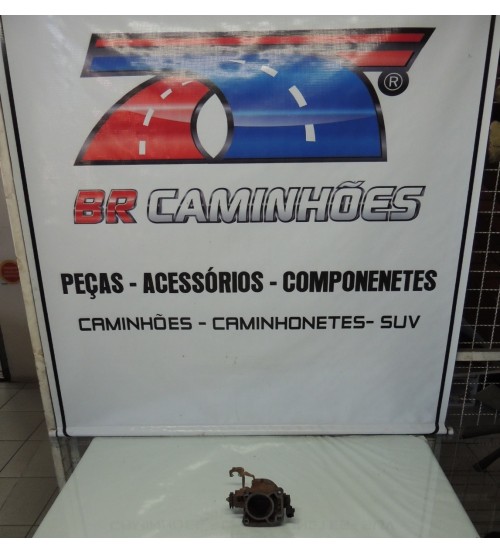 ®
BR CAMINHÕES
PEÇAS - ACESSÓRIOS - COMPONENETES
CAMINHÕES - CAMINHONETES- SUV